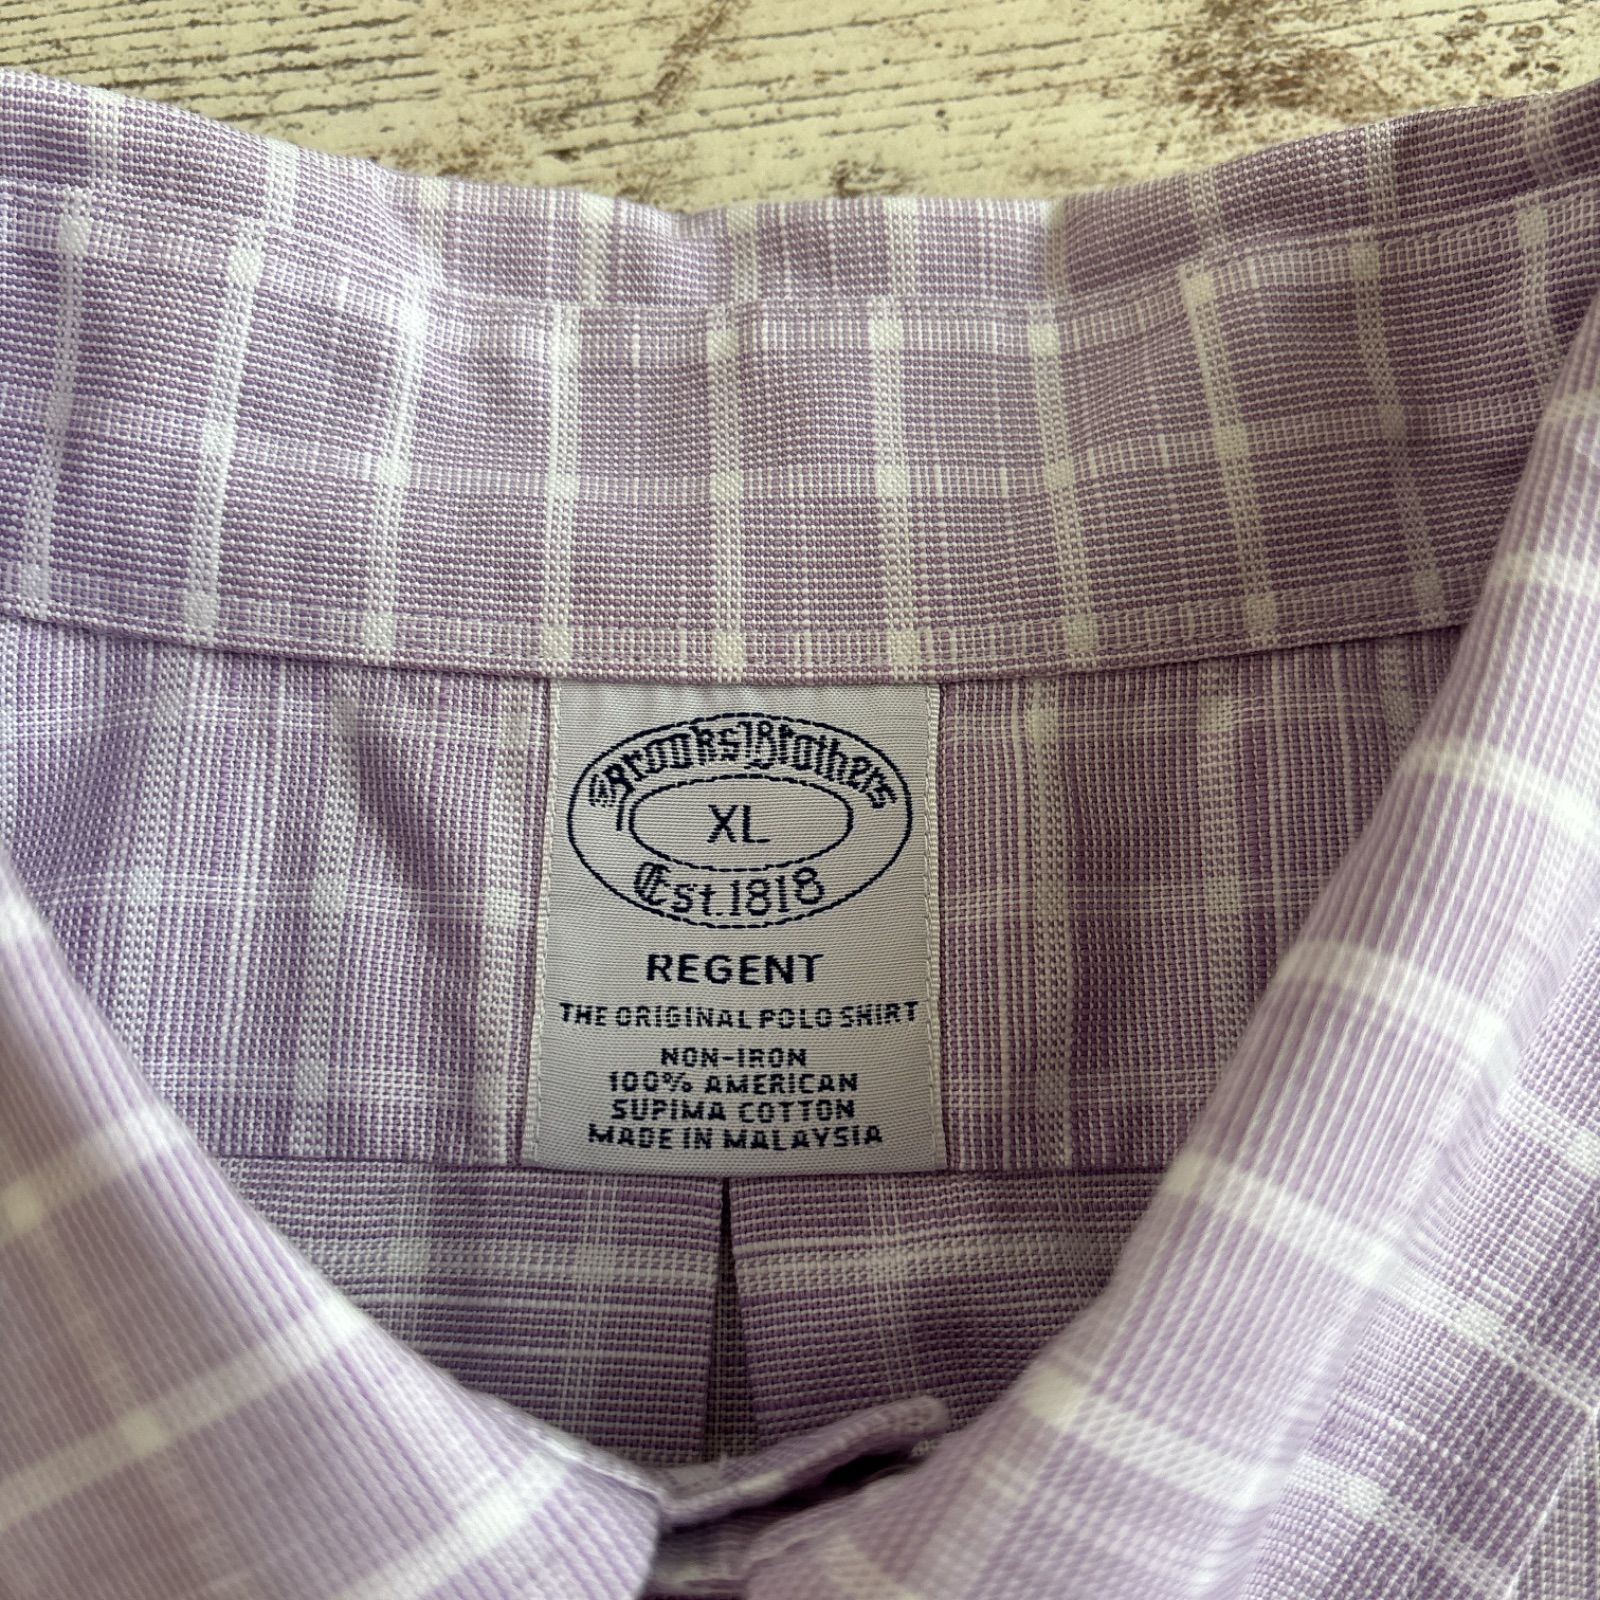 Brooks Brothers
XL
Est. 1818
REGENT
THE ORIGINAL POLO SHIRT
NON-IRON
100% AMERICAN
SUPIMA COTTON
MADE IN MALAYSIA